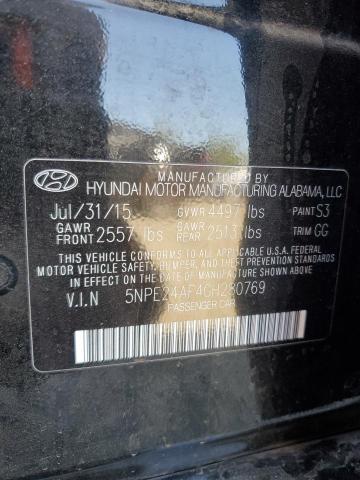 MANUFACTURED BY
HYUNDAI MOTOR MANUFACTURING ALABAMA, LLC
Jul/31/15 GVWR 4497 lbs PAINT S3
GAWR FRONT 2557 lbs GAWR REAR 2513 lbs TRIM GG
THIS VEHICLE CONFORMS TO ALL APPLICABLE U.S.A. FEDERAL
MOTOR VEHICLE SAFETY, BUMPER, AND THEFT PREVENTION
STANDARDS IN EFFECT ON THE DATE OF MANUFACTURE SHOWN ABOVE.
V.I.N 5NPE24AF4GH280769
PASSENGER CAR